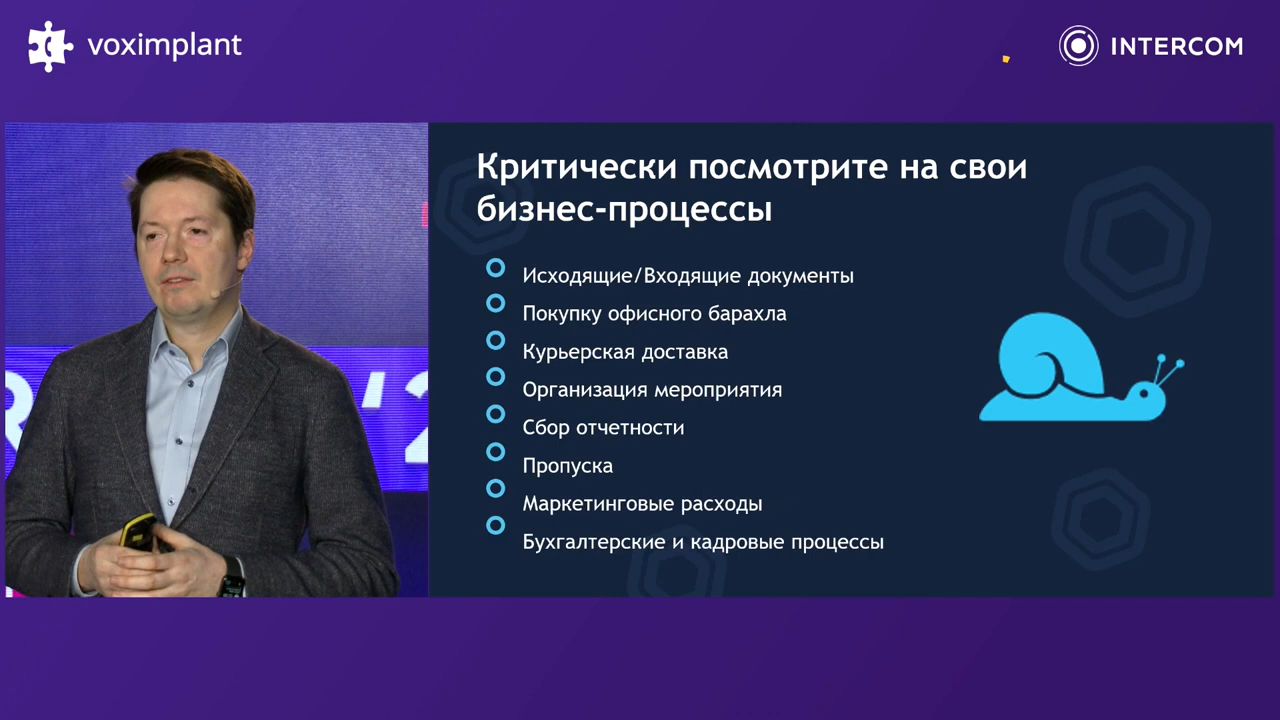 voximplant
INTERCOM
Критически посмотрите на свои
бизнес-процессы
Исходящие/Входящие документы
Покупку офисного барахла
Курьерская доставка
Организация мероприятия
Сбор отчетности
Пропуска
Маркетинговые расходы
Бухгалтерские и кадровые процессы